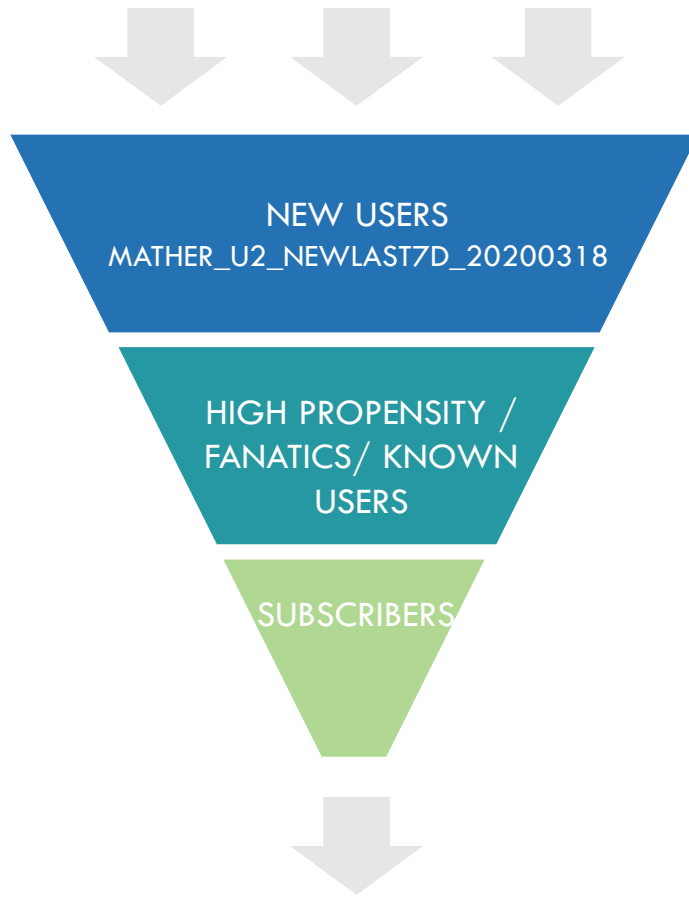 NEW USERS
MATHER_U2_NEWLAST7D_20200318
HIGH PROPENSITY /
FANATICS/ KNOWN
USERS
SUBSCRIBERS